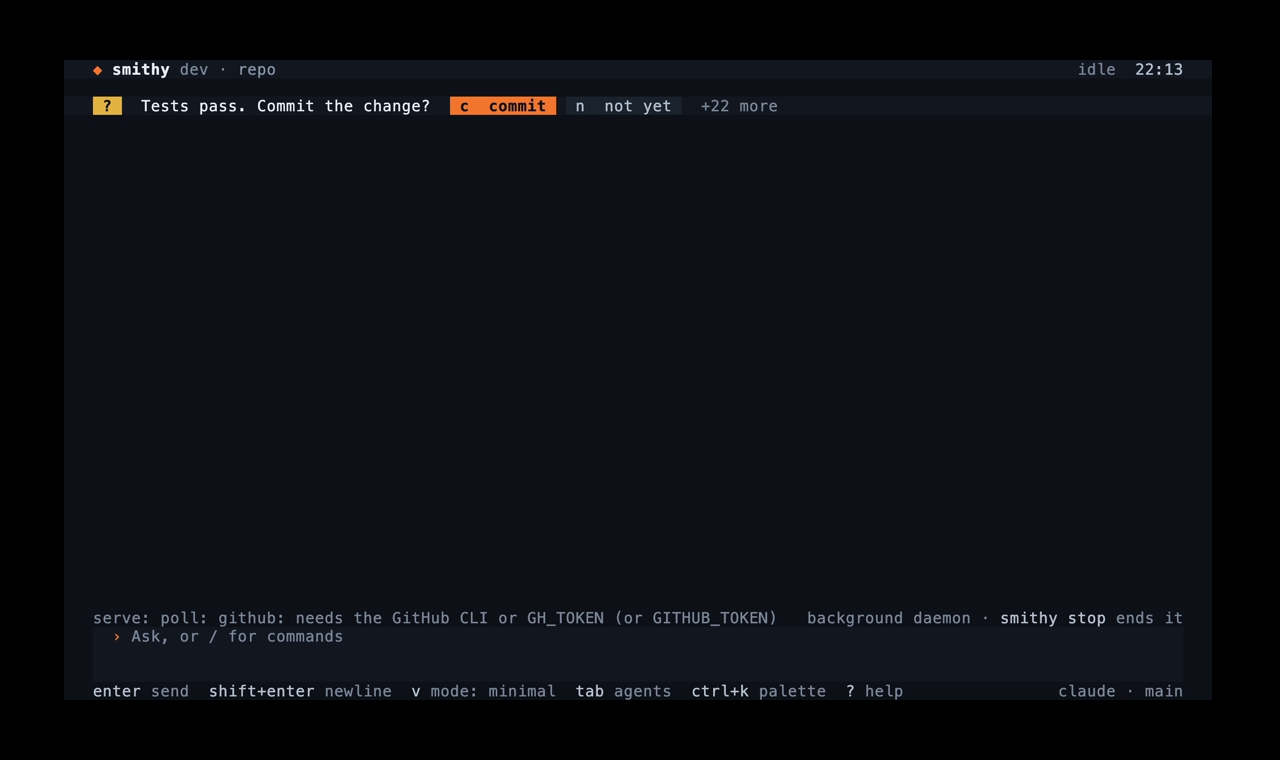 ◆ smithy dev · repo idle 22:13
? Tests pass. Commit the change? c commit n not yet +22 more
serve: poll: github: needs the GitHub CLI or GH_TOKEN (or GITHUB_TOKEN) background daemon · smithy stop ends it
› Ask, or / for commands
enter send shift+enter newline v mode: minimal tab agents ctrl+k palette ? help claude · main